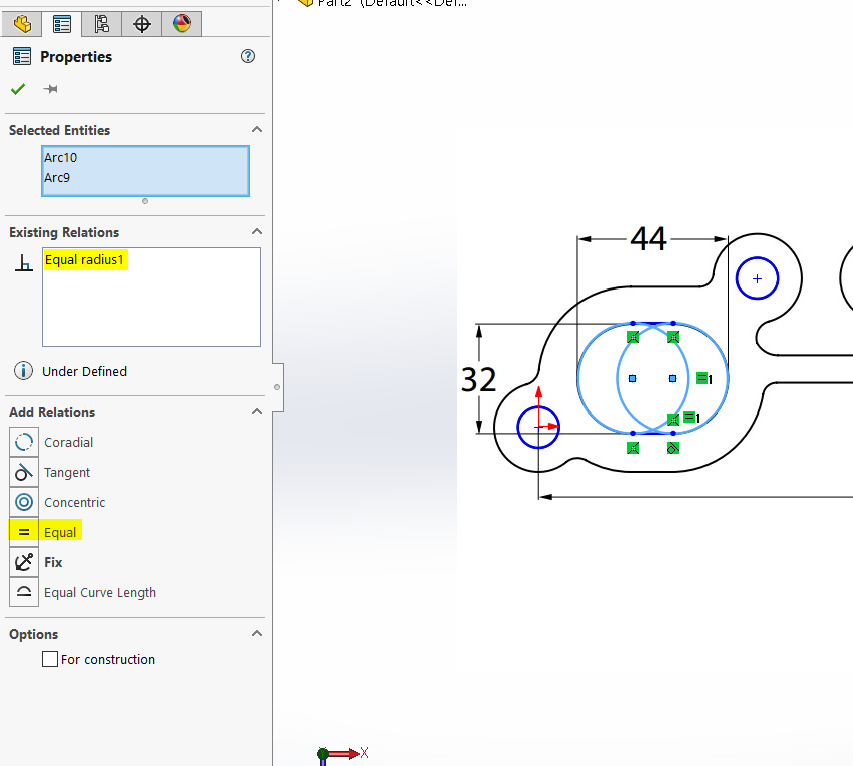 Part2 (Default<<Def...
Properties
Selected Entities
Arc10
Arc9
Existing Relations
Equal radius1
Under Defined
Add Relations
Coradial
Tangent
Concentric
Equal
Fix
Equal Curve Length
Options
For construction
44
32
1
1
X